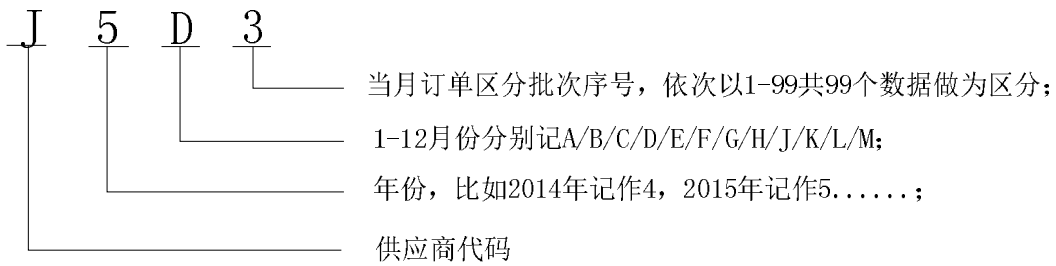 J 5 D 3
当月订单区分批次序号，依次以1-99共99个数据做为区分；
1-12月份分别记A/B/C/D/E/F/G/H/J/K/L/M；
年份，比如2014年记作4，2015年记作5......；
供应商代码